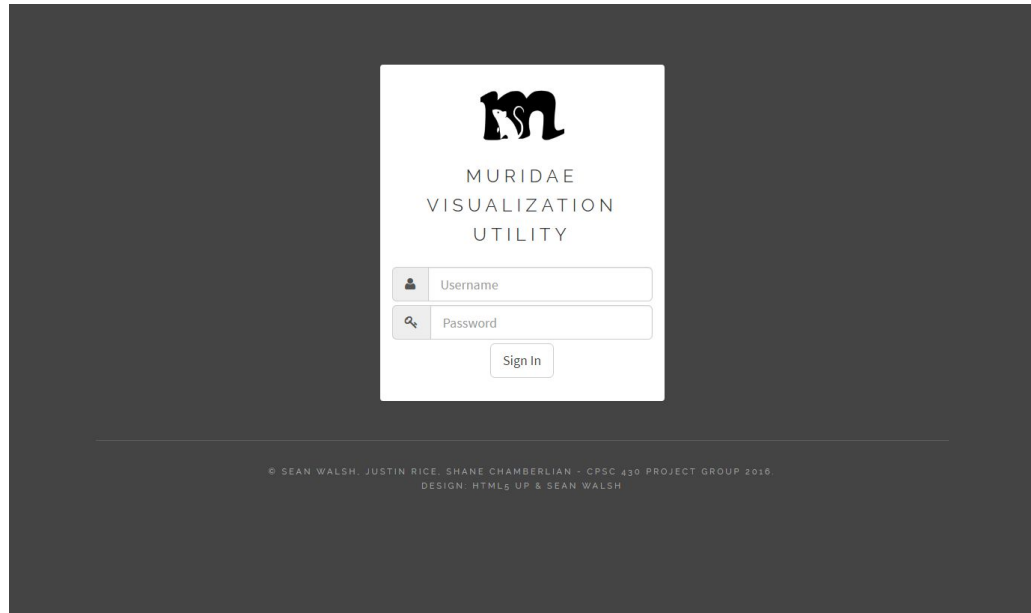 m
MURIDAE
VISUALIZATION
UTILITY
Username
Password
Sign In
© SEAN WALSH, JUSTIN RICE, SHANE CHAMBERLIAN - CPSC 430 PROJECT GROUP 2016.
DESIGN: HTML5 UP & SEAN WALSH